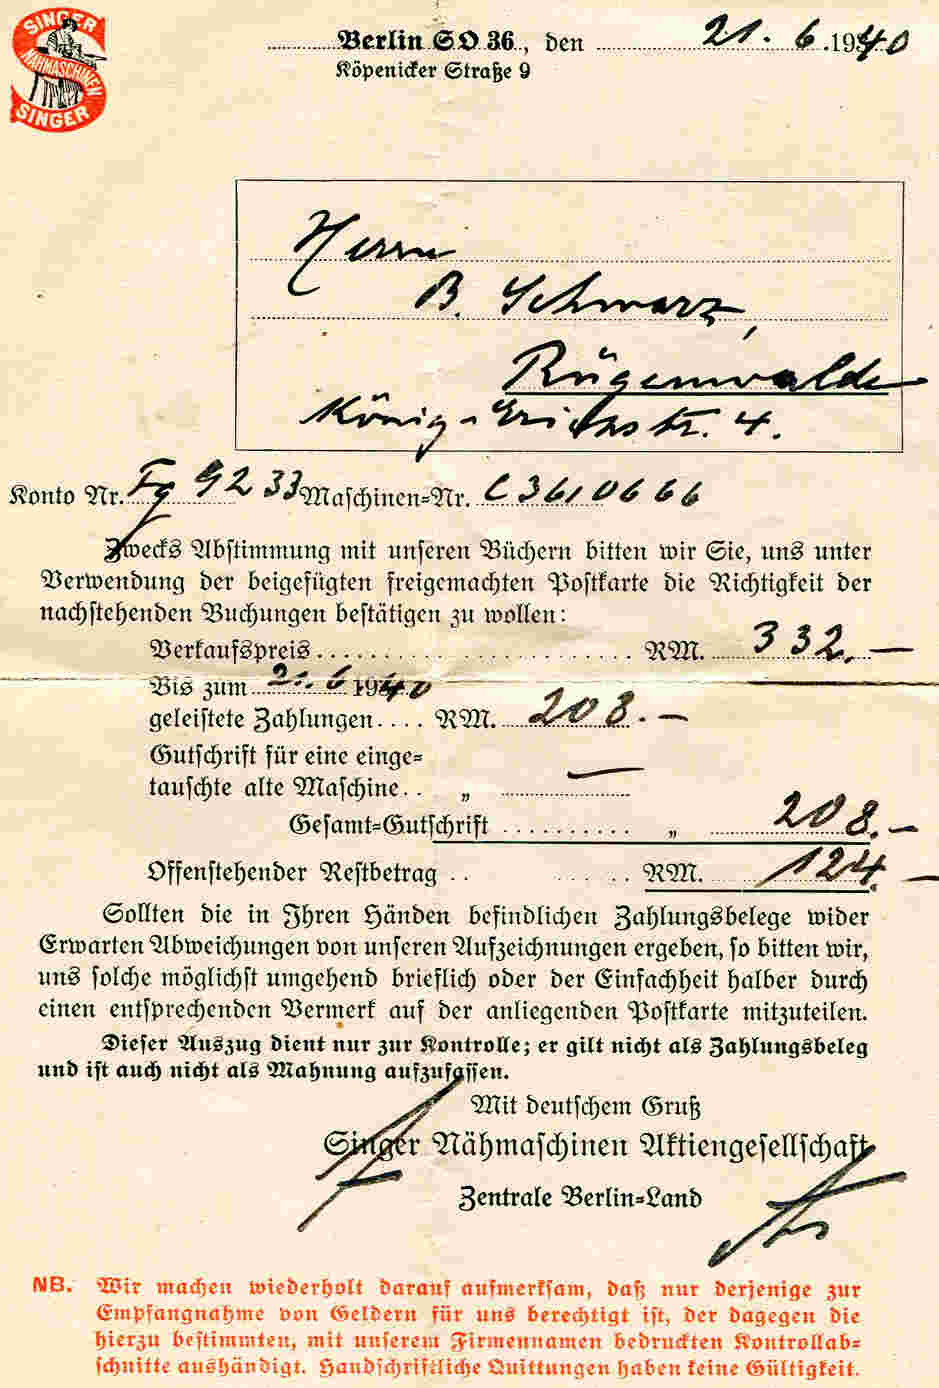 SINGER
NÄHMASCHINEN
SINGER
Berlin SO 36, den 21. 6. 1940
Köpenicker Straße 9
Herrn
B. Schwarz,
Rügenwalde
König-Erichstr. 4.
Konto Nr. Fg 9233 Maschinen-Nr. C3610666
Zwecks Abstimmung mit unseren Büchern bitten wir Sie, uns unter
Verwendung der beigefügten freigemachten Postkarte die Richtigkeit der
nachstehenden Buchungen bestätigen zu wollen:
Verkaufspreis RM. 332.—
Bis zum 21. 6 1940
geleistete Zahlungen RM. 208.—
Gutschrift für eine einge-
tauschte alte Maschine „ —
Gesamt-Gutschrift „ 208.—
Offenstehender Restbetrag RM. 124.—
Sollten die in Ihren Händen befindlichen Zahlungsbelege wider
Erwarten Abweichungen von unseren Aufzeichnungen ergeben, so bitten wir,
uns solche möglichst umgehend brieflich oder der Einfachheit halber durch
einen entsprechenden Vermerk auf der anliegenden Postkarte mitzuteilen.
Dieser Auszug dient nur zur Kontrolle; er gilt nicht als Zahlungsbeleg
und ist auch nicht als Mahnung aufzufassen.
Mit deutschem Gruß
Singer Nähmaschinen Aktiengesellschaft
Zentrale Berlin-Land
NB. Wir machen wiederholt darauf aufmerksam, daß nur derjenige zur
Empfangnahme von Geldern für uns berechtigt ist, der dagegen die
hierzu bestimmten, mit unserem Firmennamen bedruckten Kontrollab-
schnitte aushändigt. Handschriftliche Quittungen haben keine Gültigkeit.